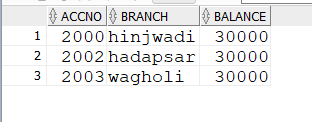 ACCNO BRANCH BALANCE
1 2000 hinjwadi 30000
2 2002 hadapsar 30000
3 2003 wagholi 30000